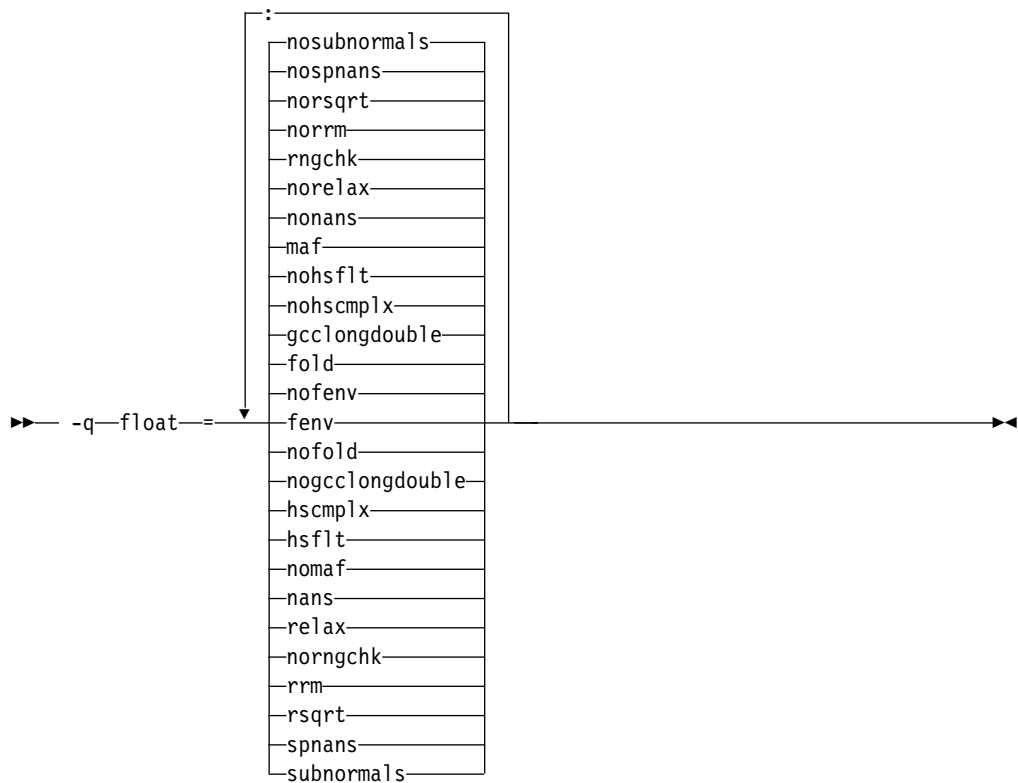 :
nosubnormals
nospnans
norsqrt
norrm
rngchk
norelax
nonans
maf
nohsflt
nohscmplx
gcclongdouble
fold
nofenv
-q float = fenv
nofold
nogcclongdouble
hscmplx
hsflt
nomaf
nans
relax
norngchk
rrm
rsqrt
spnans
subnormals